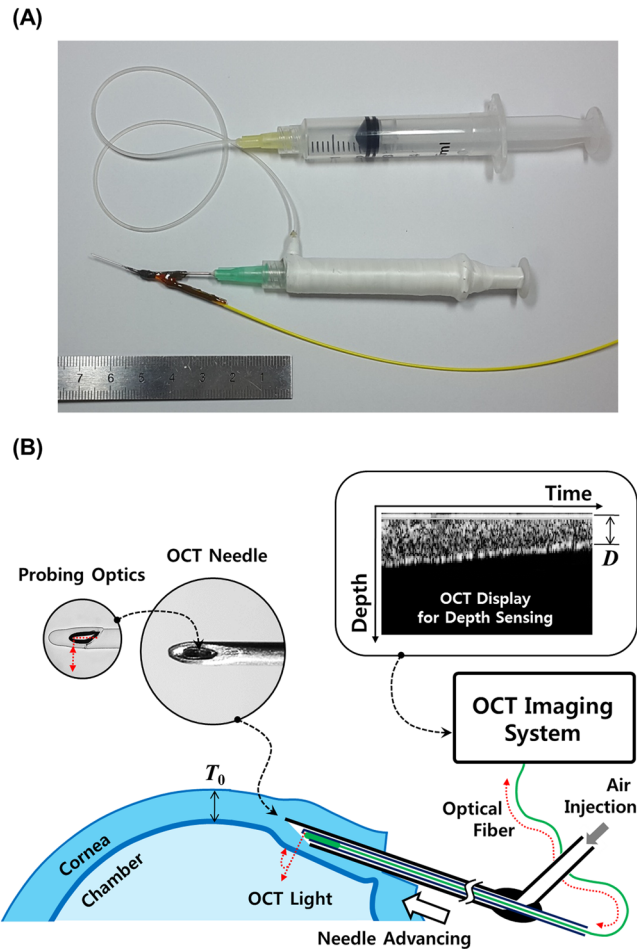 (A)
ml
7 6 5 4 3 2 1
(B)
Time
OCT Needle
Probing Optics
D
Depth
OCT Display
for Depth Sensing
OCT Imaging
System
T0
Air
Injection
Optical
Fiber
Cornea
Chamber
OCT Light
Needle Advancing